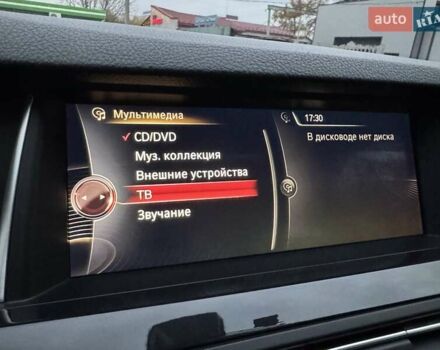 auto RIA
Мультимедиа
17:30
CD/DVD
Муз. коллекция
Внешние устройства
ТВ
Звучание
В дисководе нет диска